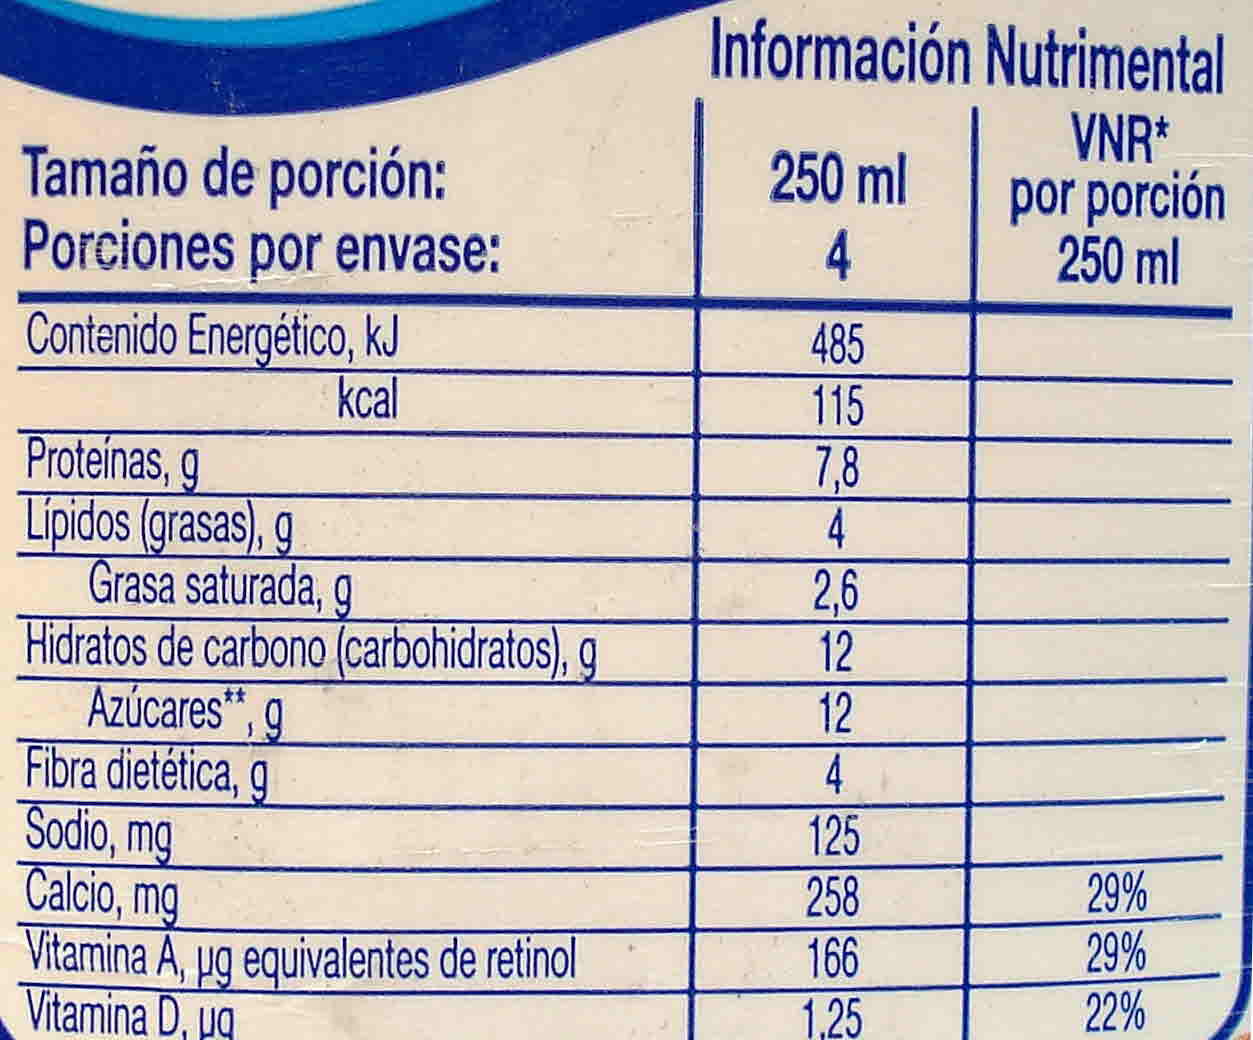 Información Nutrimental
Tamaño de porción: 250 ml VNR* por porción 250 ml
Porciones por envase: 4
Contenido Energético, kJ 485
kcal 115
Proteínas, g 7,8
Lípidos (grasas), g 4
Grasa saturada, g 2,6
Hidratos de carbono (carbohidratos), g 12
Azúcares**, g 12
Fibra dietética, g 4
Sodio, mg 125
Calcio, mg 258 29%
Vitamina A, µg equivalentes de retinol 166 29%
Vitamina D, µg 1,25 22%